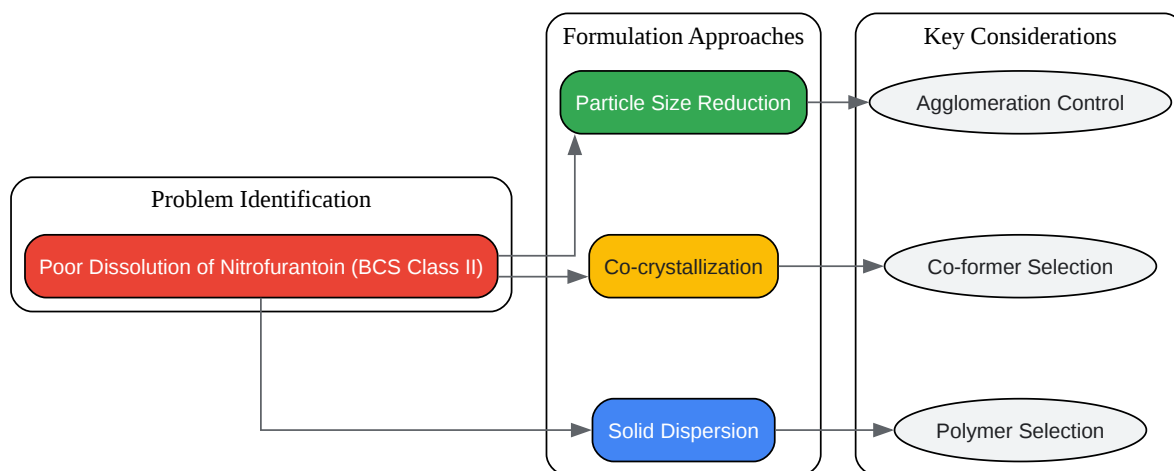 Problem Identification
Poor Dissolution of Nitrofurantoin (BCS Class II)
Formulation Approaches
Particle Size Reduction
Co-crystallization
Solid Dispersion
Key Considerations
Agglomeration Control
Co-former Selection
Polymer Selection